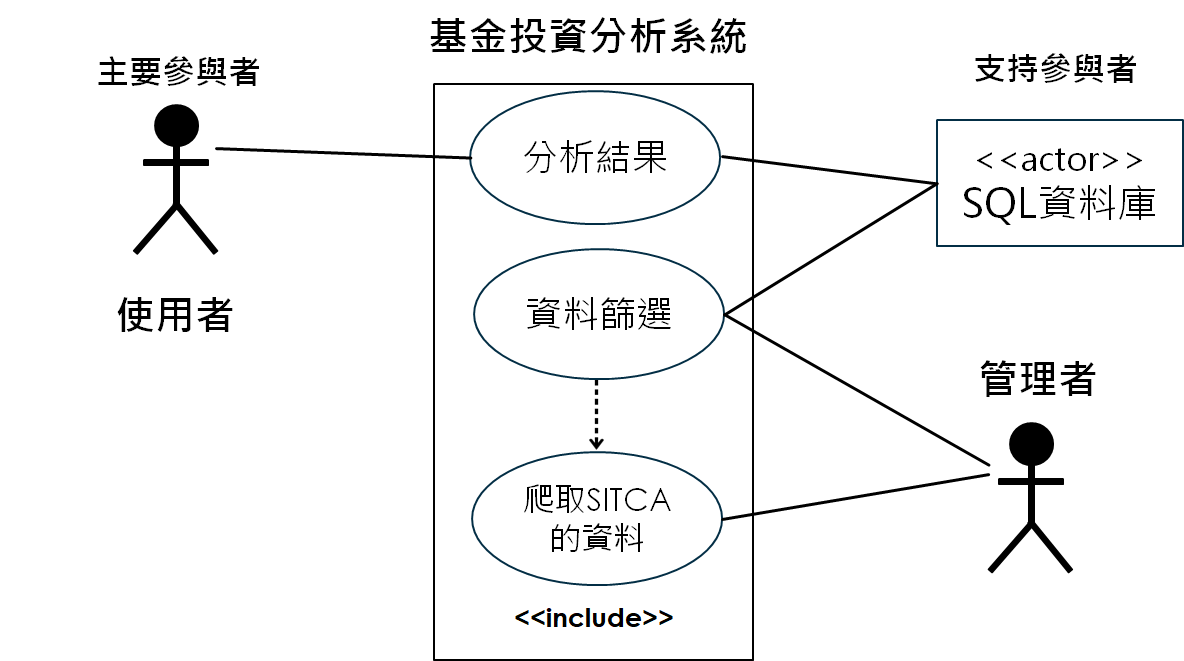 基金投資分析系統
主要參與者
支持參與者
分析結果
<<actor>>
SQL資料庫
使用者
資料篩選
管理者
爬取SITCA
的資料
<<include>>